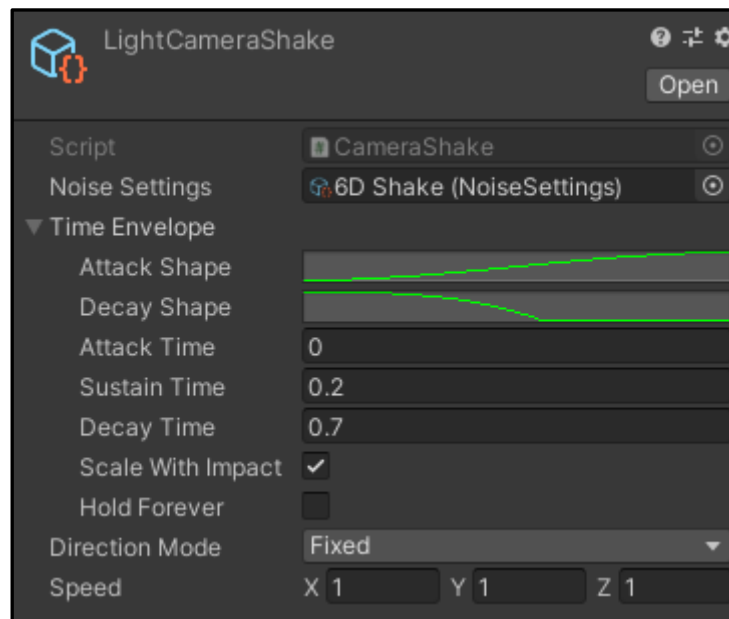 LightCameraShake
Open
Script CameraShake
Noise Settings 6D Shake (NoiseSettings)
Time Envelope
Attack Shape
Decay Shape
Attack Time 0
Sustain Time 0.2
Decay Time 0.7
Scale With Impact
Hold Forever
Direction Mode Fixed
Speed X 1 Y 1 Z 1